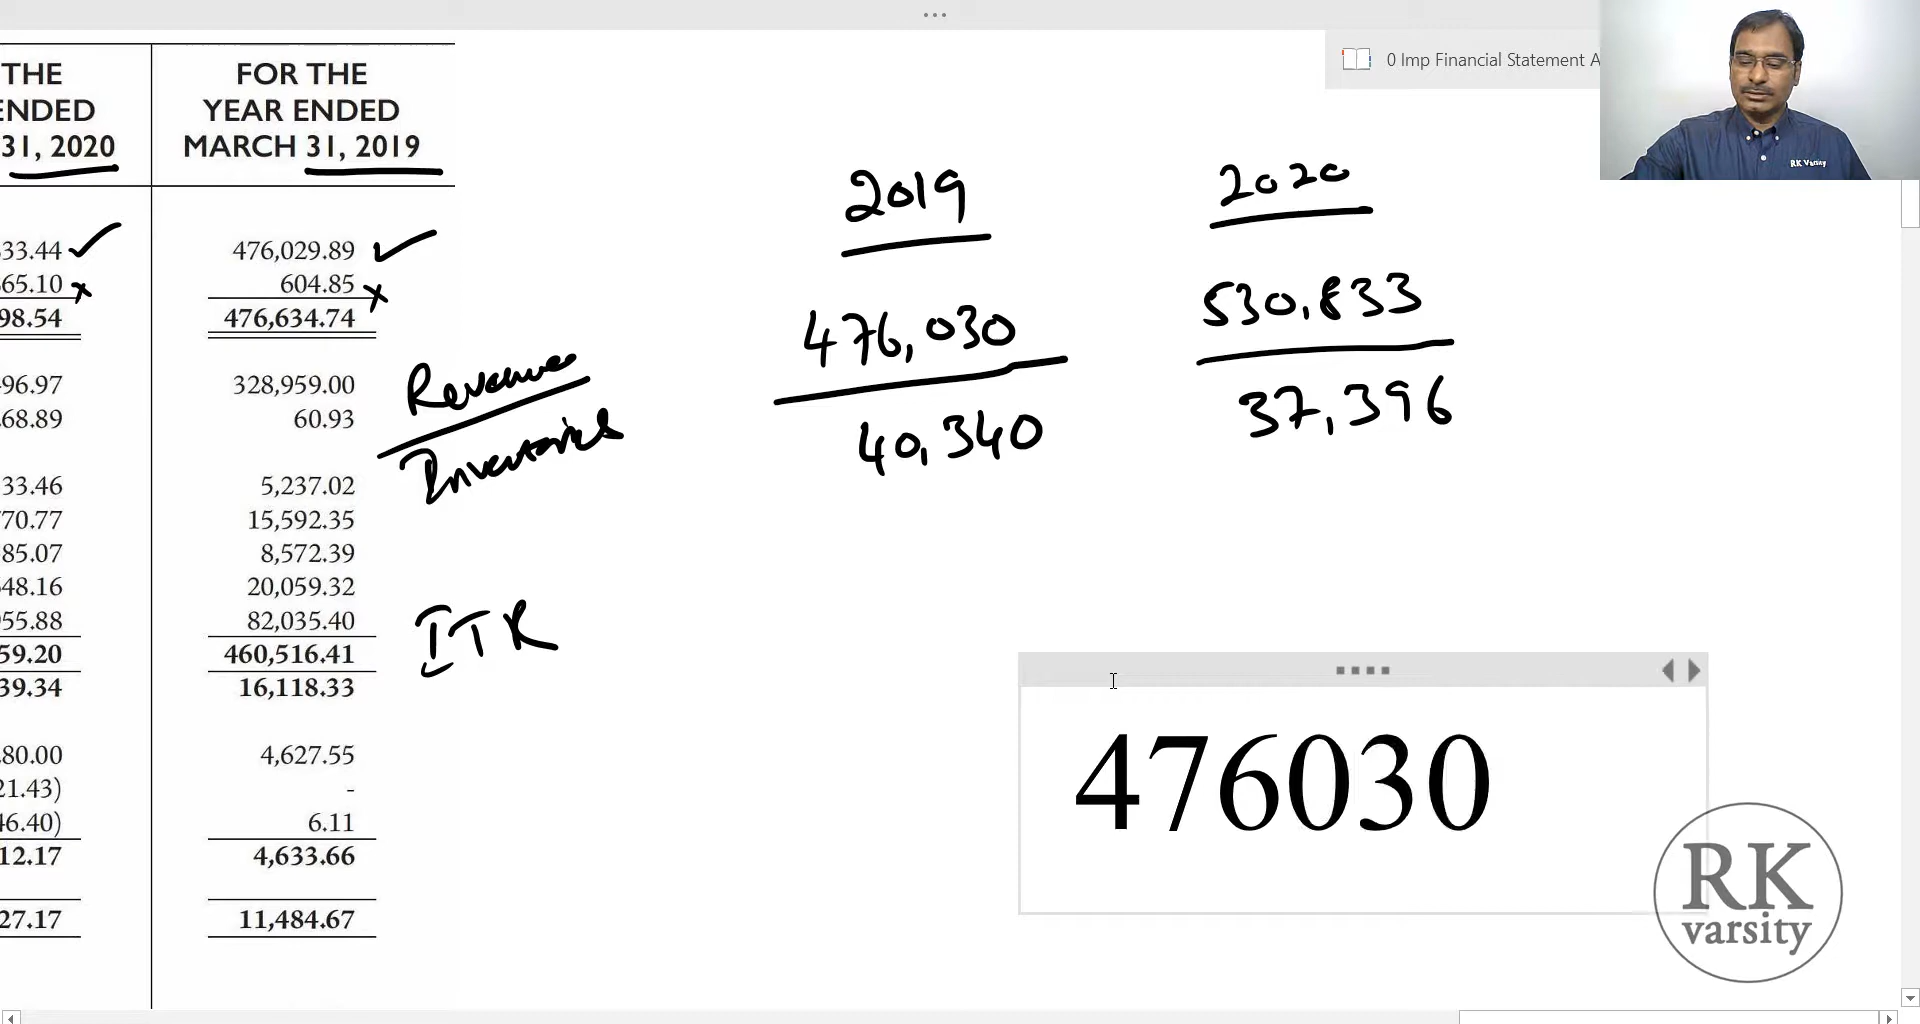 0 Imp Financial Statement A
RK Varsity
THE
ENDED
31, 2020
FOR THE
YEAR ENDED
MARCH 31, 2019
33.44 476,029.89
65.10 604.85
98.54 476,634.74
96.97 328,959.00
68.89 60.93
33.46 5,237.02
770.77 15,592.35
85.07 8,572.39
648.16 20,059.32
955.88 82,035.40
59.20 460,516.41
39.34 16,118.33
80.00 4,627.55
21.43) -
46.40) 6.11
12.17 4,633.66
27.17 11,484.67
Revenue
Inventories
ITR
2019
476,030
40,340
2020
530,833
37,396
476030
RK
varsity